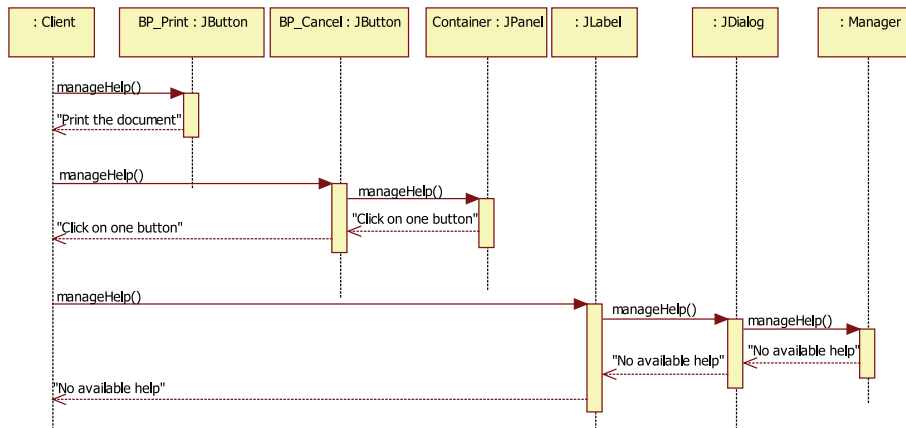 : Client
BP_Print : JButton
BP_Cancel : JButton
Container : JPanel
: JLabel
: JDialog
: Manager
manageHelp()
"Print the document"
manageHelp()
manageHelp()
"Click on one button"
"Click on one button"
manageHelp()
manageHelp()
manageHelp()
"No available help"
"No available help"
"No available help"